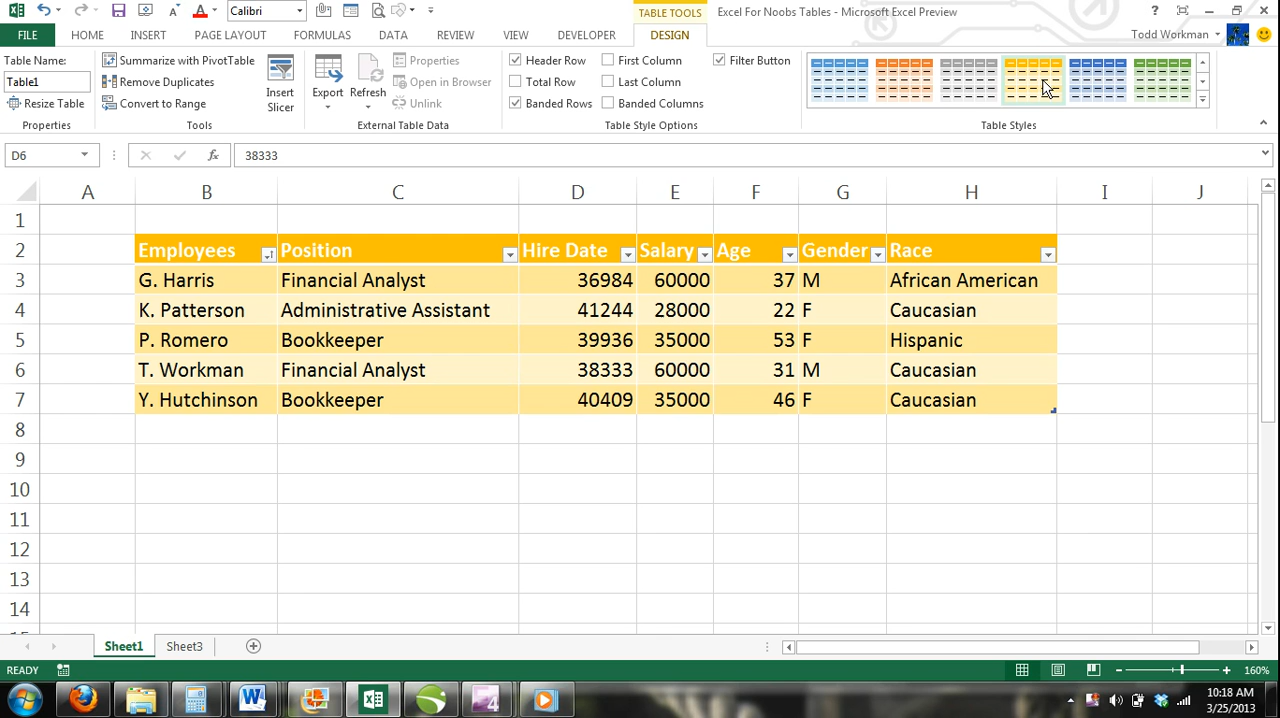 Calibri
TABLE TOOLS
Excel For Noobs Tables - Microsoft Excel Preview
?
FILE HOME INSERT PAGE LAYOUT FORMULAS DATA REVIEW VIEW DEVELOPER DESIGN
Todd Workman
Table Name:
Table1
Resize Table
Properties
Summarize with PivotTable
Remove Duplicates
Convert to Range
Tools
Insert
Slicer
Export
Refresh
Properties
Open in Browser
Unlink
External Table Data
Header Row
Total Row
Banded Rows
First Column
Last Column
Banded Columns
Filter Button
Table Style Options
Table Styles
D6 fx 38333
A B C D E F G H I J
1
2 Employees Position Hire Date Salary Age Gender Race
3 G. Harris Financial Analyst 36984 60000 37 M African American
4 K. Patterson Administrative Assistant 41244 28000 22 F Caucasian
5 P. Romero Bookkeeper 39936 35000 53 F Hispanic
6 T. Workman Financial Analyst 38333 60000 31 M Caucasian
7 Y. Hutchinson Bookkeeper 40409 35000 46 F Caucasian
8
9
10
11
12
13
14
Sheet1 Sheet3
READY
160%
10:18 AM
3/25/2013